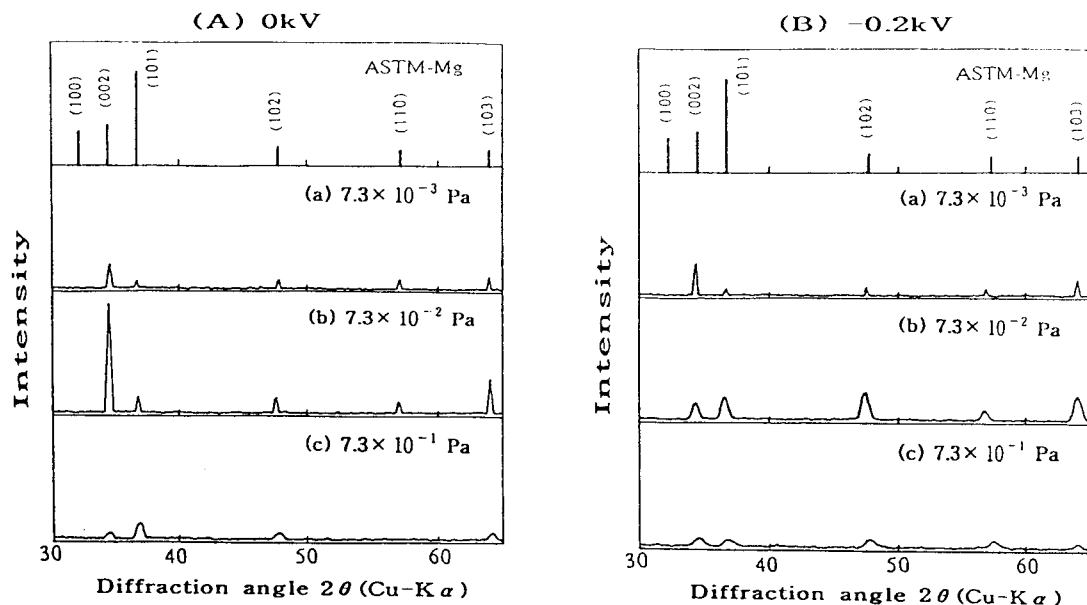 (A) 0kV
ASTM-Mg
(100)
(002)
(101)
(102)
(110)
(103)
(a) 7.3× 10⁻³ Pa
(b) 7.3× 10⁻² Pa
(c) 7.3× 10⁻¹ Pa
Intensity
30 40 50 60
Diffraction angle 2θ (Cu-Kα)
(B) -0.2kV
ASTM-Mg
(100)
(002)
(101)
(102)
(110)
(103)
(a) 7.3× 10⁻³ Pa
(b) 7.3× 10⁻² Pa
(c) 7.3× 10⁻¹ Pa
Intensity
30 40 50 60
Diffraction angle 2θ (Cu-Kα)